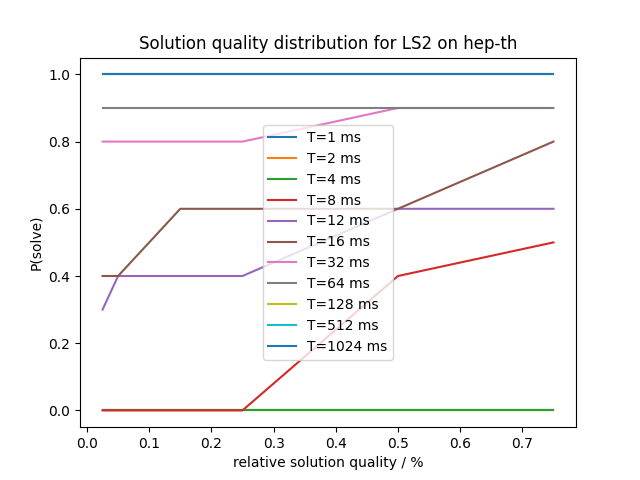 Solution quality distribution for LS2 on hep-th
1.0
0.8
0.6
0.4
0.2
0.0
P(solve)
T=1 ms
T=2 ms
T=4 ms
T=8 ms
T=12 ms
T=16 ms
T=32 ms
T=64 ms
T=128 ms
T=512 ms
T=1024 ms
0.0 0.1 0.2 0.3 0.4 0.5 0.6 0.7
relative solution quality / %